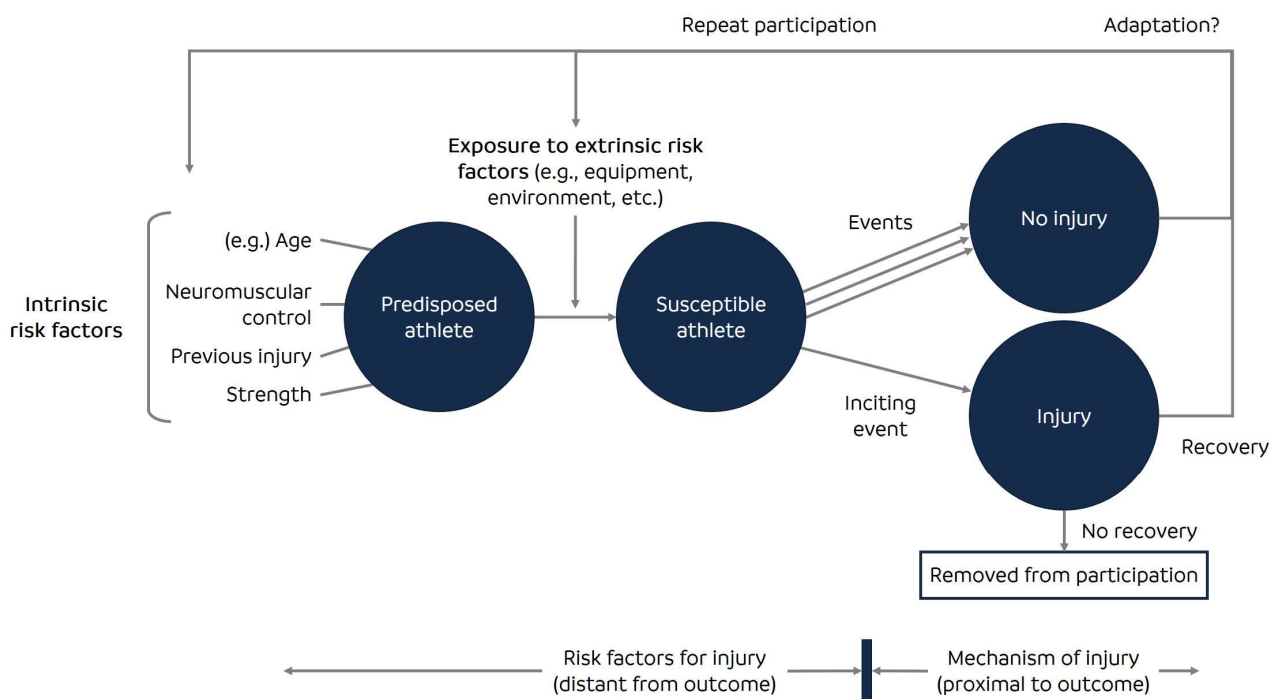 Repeat participation
Adaptation?
Exposure to extrinsic risk
factors (e.g., equipment,
environment, etc.)
Intrinsic
risk factors
(e.g.) Age
Neuromuscular
control
Previous injury
Strength
Predisposed
athlete
Susceptible
athlete
Events
Inciting
event
No injury
Injury
Recovery
No recovery
Removed from participation
Risk factors for injury
(distant from outcome)
Mechanism of injury
(proximal to outcome)